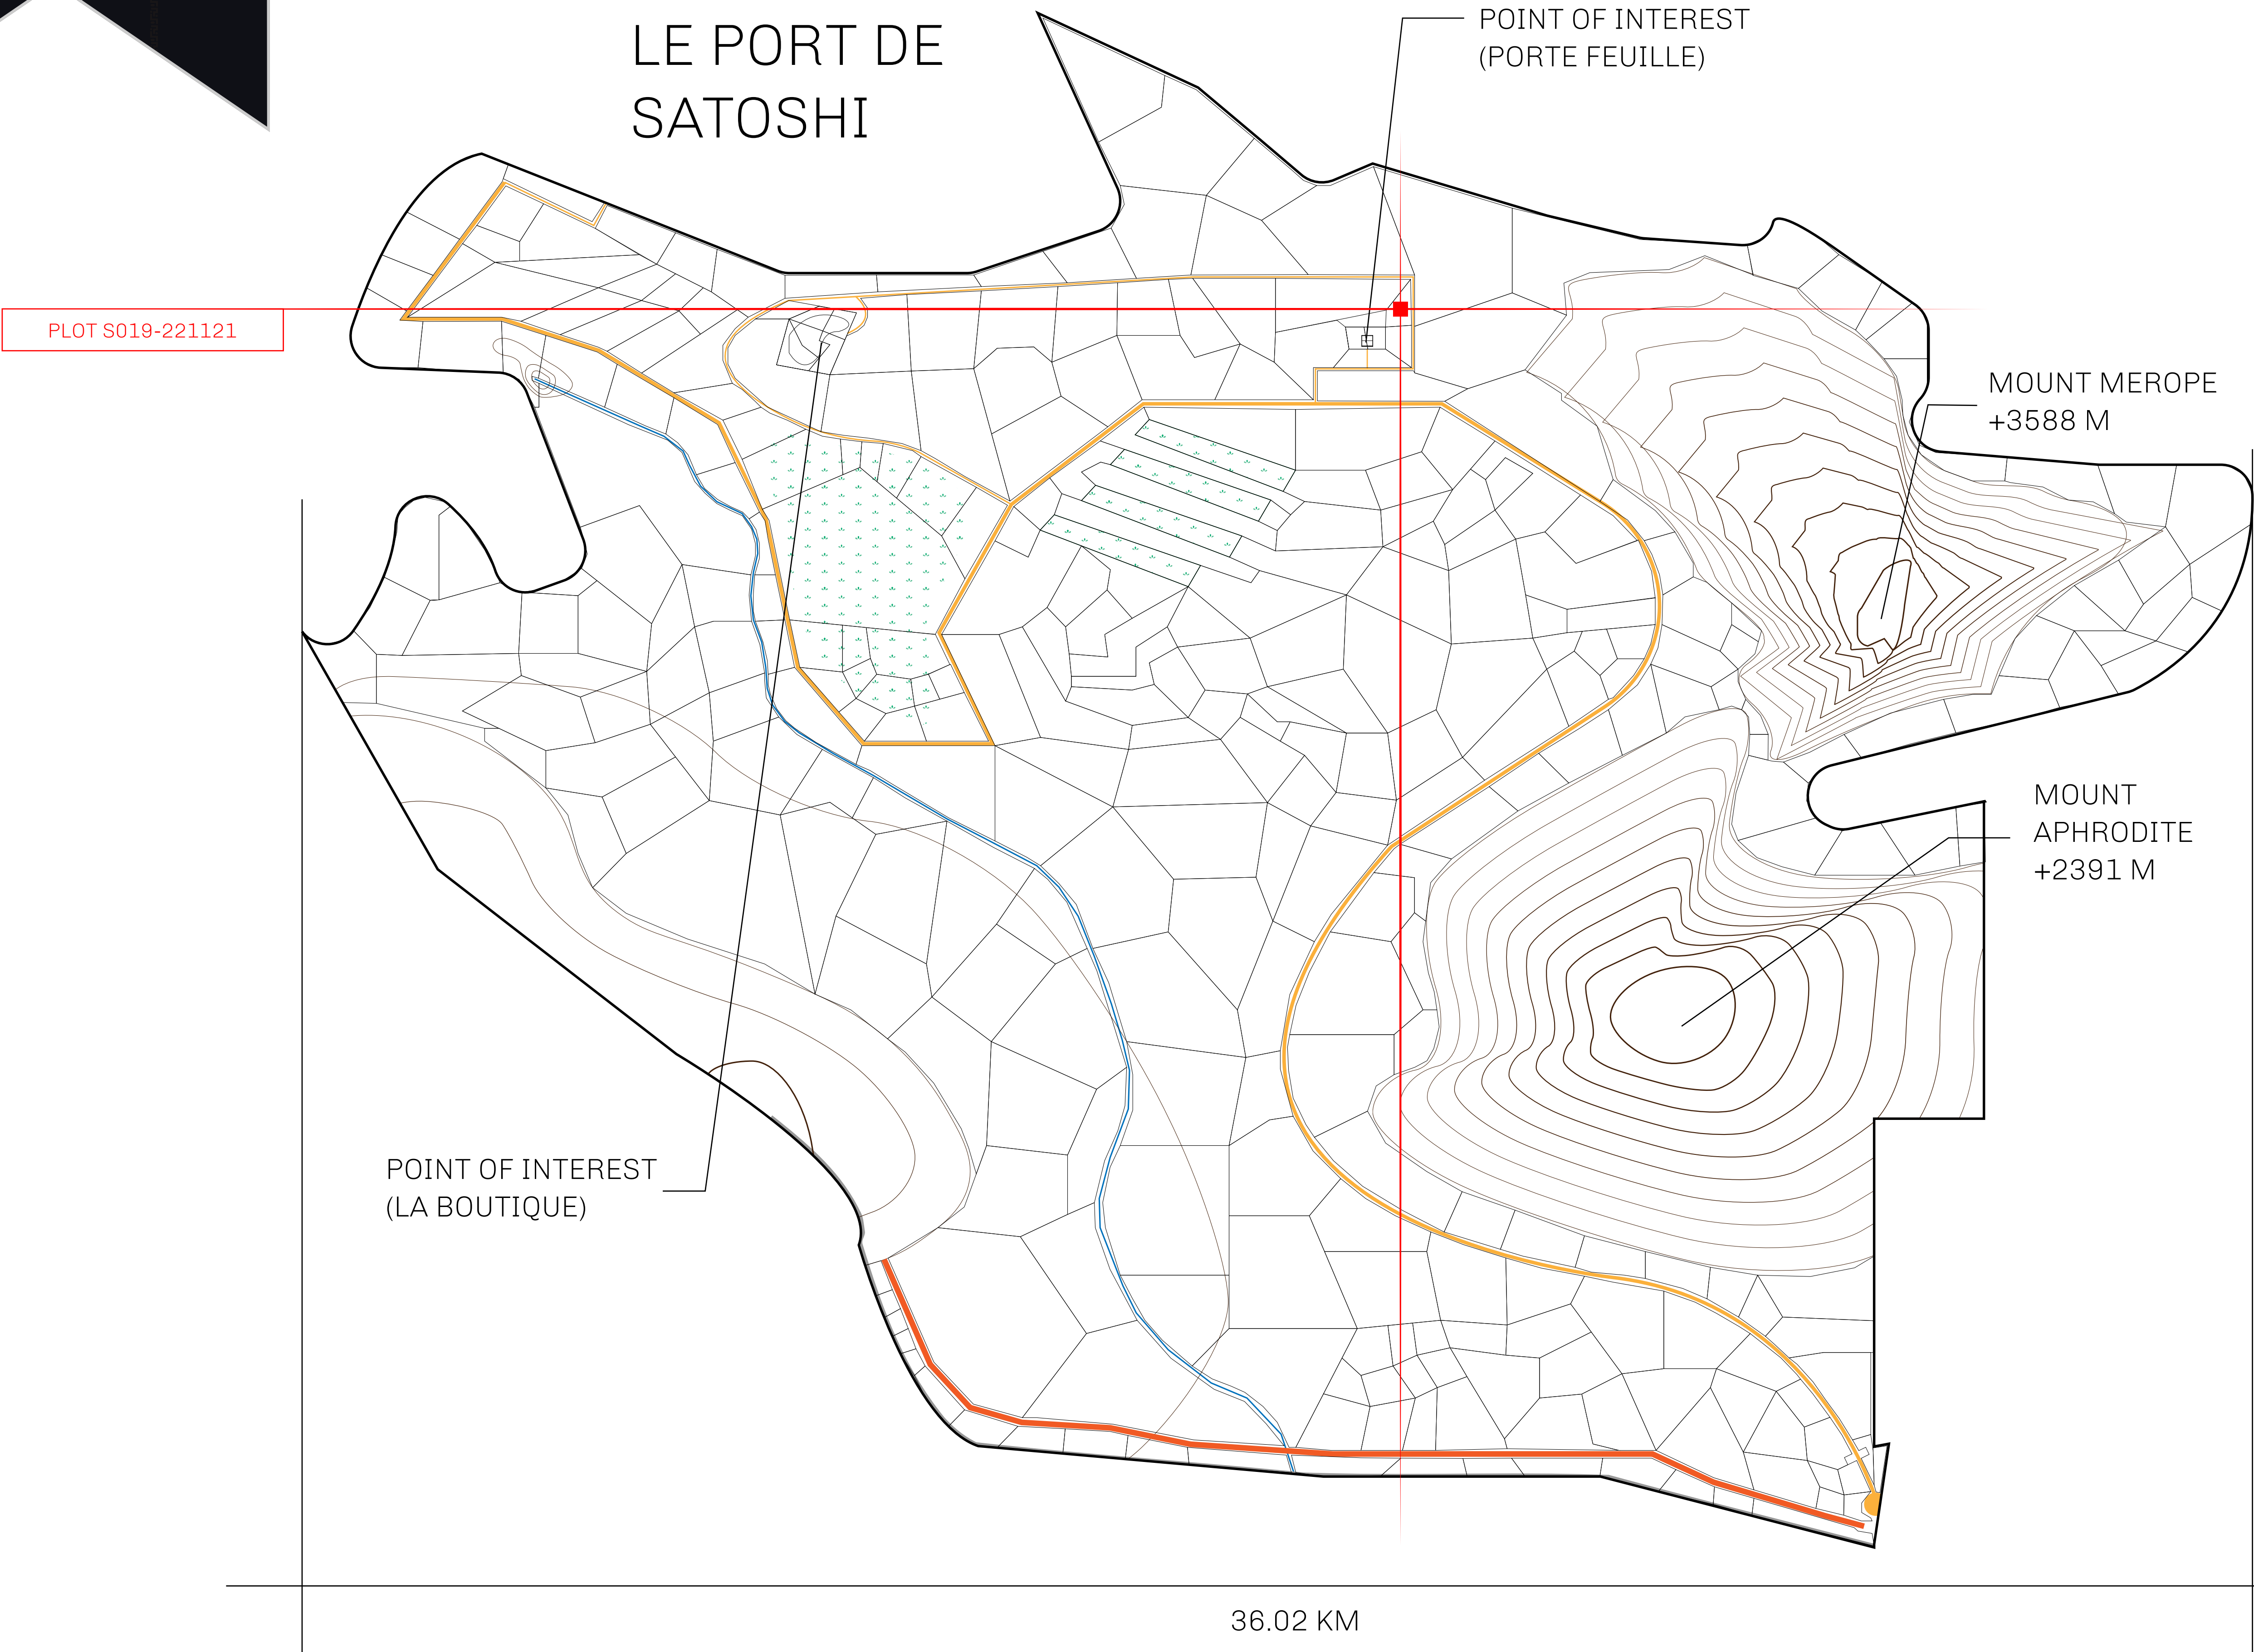 LE PORT DE
SATOSHI
POINT OF INTEREST
(PORTE FEUILLE)
PLOT S019-221121
MOUNT MEROPE
+3588 M
MOUNT
APHRODITE
+2391 M
POINT OF INTEREST
(LA BOUTIQUE)
36.02 KM